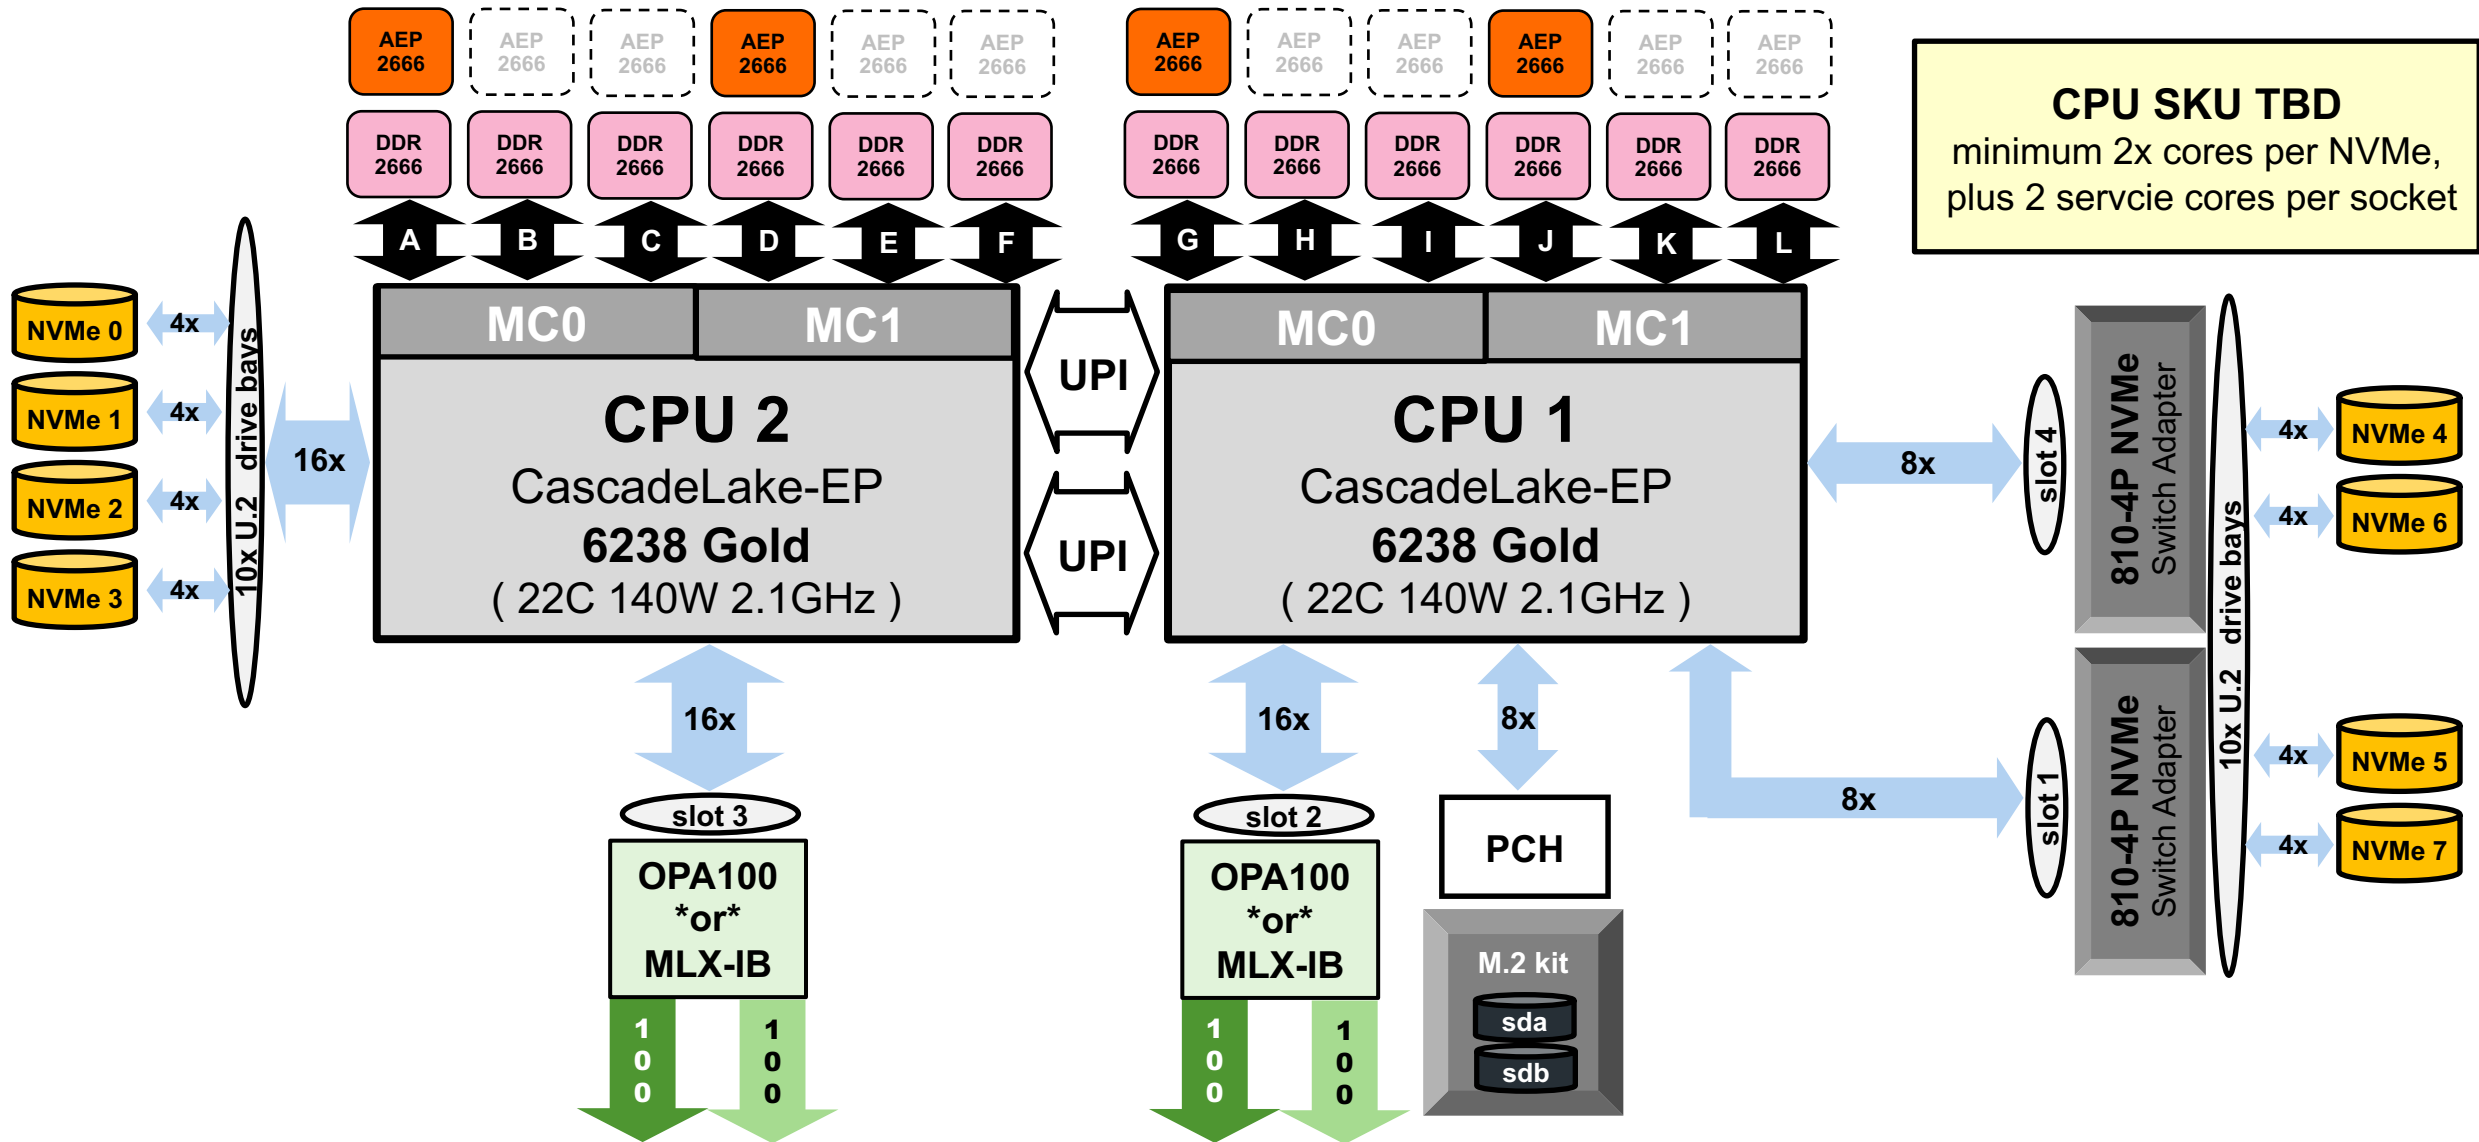 AEP
2666
AEP
2666
AEP
2666
AEP
2666
AEP
2666
AEP
2666
AEP
2666
AEP
2666
AEP
2666
AEP
2666
AEP
2666
AEP
2666
DDR
2666
DDR
2666
DDR
2666
DDR
2666
DDR
2666
DDR
2666
DDR
2666
DDR
2666
DDR
2666
DDR
2666
DDR
2666
DDR
2666
A
B
C
D
E
F
G
H
I
J
K
L
CPU SKU TBD
minimum 2x cores per NVMe,
plus 2 servcie cores per socket
NVMe 0
4x
NVMe 1
4x
NVMe 2
4x
NVMe 3
4x
10x U.2 drive bays
16x
MC0
MC1
CPU 2
CascadeLake-EP
6238 Gold
( 22C 140W 2.1GHz )
UPI
UPI
MC0
MC1
CPU 1
CascadeLake-EP
6238 Gold
( 22C 140W 2.1GHz )
8x
slot 4
810-4P NVMe
Switch Adapter
8x
slot 1
810-4P NVMe
Switch Adapter
10x U.2 drive bays
4x
NVMe 4
4x
NVMe 6
4x
NVMe 5
4x
NVMe 7
16x
slot 3
OPA100
*or*
MLX-IB
100
100
16x
slot 2
OPA100
*or*
MLX-IB
100
100
8x
PCH
M.2 kit
sda
sdb